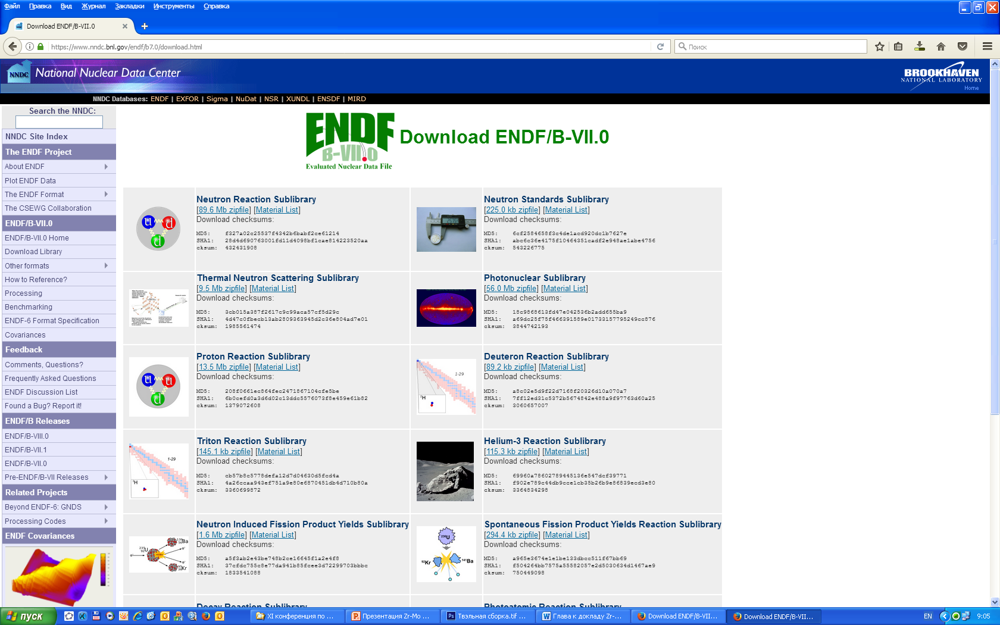 Файл Правка Вид Журнал Закладки Инструменты Справка
Download ENDF/B-VII.0
https://www.nndc.bnl.gov/endf/b7.0/download.html
Поиск
NNDC National Nuclear Data Center
BROOKHAVEN
NATIONAL LABORATORY
Home
NNDC Databases: ENDF | EXFOR | Sigma | NuDat | NSR | XUNDL | ENSDF | MIRD
Search the NNDC:
NNDC Site Index
The ENDF Project
About ENDF
Plot ENDF Data
The ENDF Format
The CSEWG Collaboration
ENDF/B-VII.0
ENDF/B-VII.0 Home
Download Library
Other formats
How to Reference?
Processing
Benchmarking
ENDF-6 Format Specification
Covariances
Feedback
Comments, Questions?
Frequently Asked Questions
ENDF Discussion List
Found a Bug? Report it!
ENDF/B Releases
ENDF/B-VIII.0
ENDF/B-VII.1
ENDF/B-VII.0
Pre-ENDF/B-VII Releases
Related Projects
Beyond ENDF-6: GNDS
Processing Codes
ENDF Covariances
ENDF
B-VII.0
Evaluated Nuclear Data File
Download ENDF/B-VII.0
u d
d
Neutron Reaction Sublibrary
[89.6 Mb zipfile] [Material List]
Download checksums:
MD5: f327a02c25537f4342b6babf2ce61214
SHA1: 28d4d690763001fd11d4098bf1cae814223520aa
cksum: 432431908
Neutron Standards Sublibrary
[225.0 kb zipfile] [Material List]
Download checksums:
MD5: 6cf2584658f3c4de1acd920dc1b7627e
SHA1: abc6c36e4175f10464351cadf2e948ae1abe4756
cksum: 543226775
Thermal Neutron Scattering Sublibrary
[9.5 Mb zipfile] [Material List]
Download checksums:
MD5: 3cb015a387f2617c9c99aca57cf5d29c
SHA1: 4d47c0fbecb13ab2809363945d2c36e804ad7e01
cksum: 1985561474
Photonuclear Sublibrary
[56.0 Mb zipfile] [Material List]
Download checksums:
MD5: 18c9868613fd47e042536b2add655ba9
SHA1: a69dc25f75f466391589e01733157795249cc876
cksum: 3844742193
u u
d
Proton Reaction Sublibrary
[13.5 Mb zipfile] [Material List]
Download checksums:
MD5: 208f0661ec864fec2471867104cfe5be
SHA1: 6b0cefd0a3d6d02c13ddc5576073f8e459e61b82
cksum: 1379072608
1-29
²H
Deuteron Reaction Sublibrary
[89.2 kb zipfile] [Material List]
Download checksums:
MD5: a8c02e5d9f22d7168f20326d10a070a7
SHA1: 7ff12ed31c5372b5674842e488a9f97763d60a25
cksum: 3060657007
1-29
³H
Triton Reaction Sublibrary
[145.1 kb zipfile] [Material List]
Download checksums:
MD5: cb57b8c5778defa12d7d04630d5fcd4a
SHA1: 4a26ccaa943ef751a9e80e6870451db4d710b80a
cksum: 3360699872
Helium-3 Reaction Sublibrary
[115.3 kb zipfile] [Material List]
Download checksums:
MD5: 69960a78602789445136e547dcf39771
SHA1: f902e789c44db9cce1cb35b26b9e86839ecd3e80
cksum: 3364834298
Neutron Induced Fission Product Yields Sublibrary
[1.6 Mb zipfile] [Material List]
Download checksums:
MD5: a5f3ab2e43be748b2ce16645f1a2e4f8
SHA1: 37cfdc755c8e77da941b85fcee3d72299703bbbc
cksum: 1833541088
²³⁶U
⁹²Kr ¹⁴¹Ba
Spontaneous Fission Product Yields Reaction Sublibrary
[294.4 kb zipfile] [Material List]
Download checksums:
MD5: a965e3674e1e1be133dbcc511f67bb69
SHA1: f504264bb7575a55582057e2d5030634d1467ae9
cksum: 750449098
Decay Reaction Sublibrary
Photoatomic Reaction Sublibrary
пуск
XI конференция по ...
Презентация Zr-Mo ...
Твэльная сборка.tif ...
Глава к докладу Zr-...
Download ENDF/B-VII...
Download ENDF/B-VII...
EN
9:05